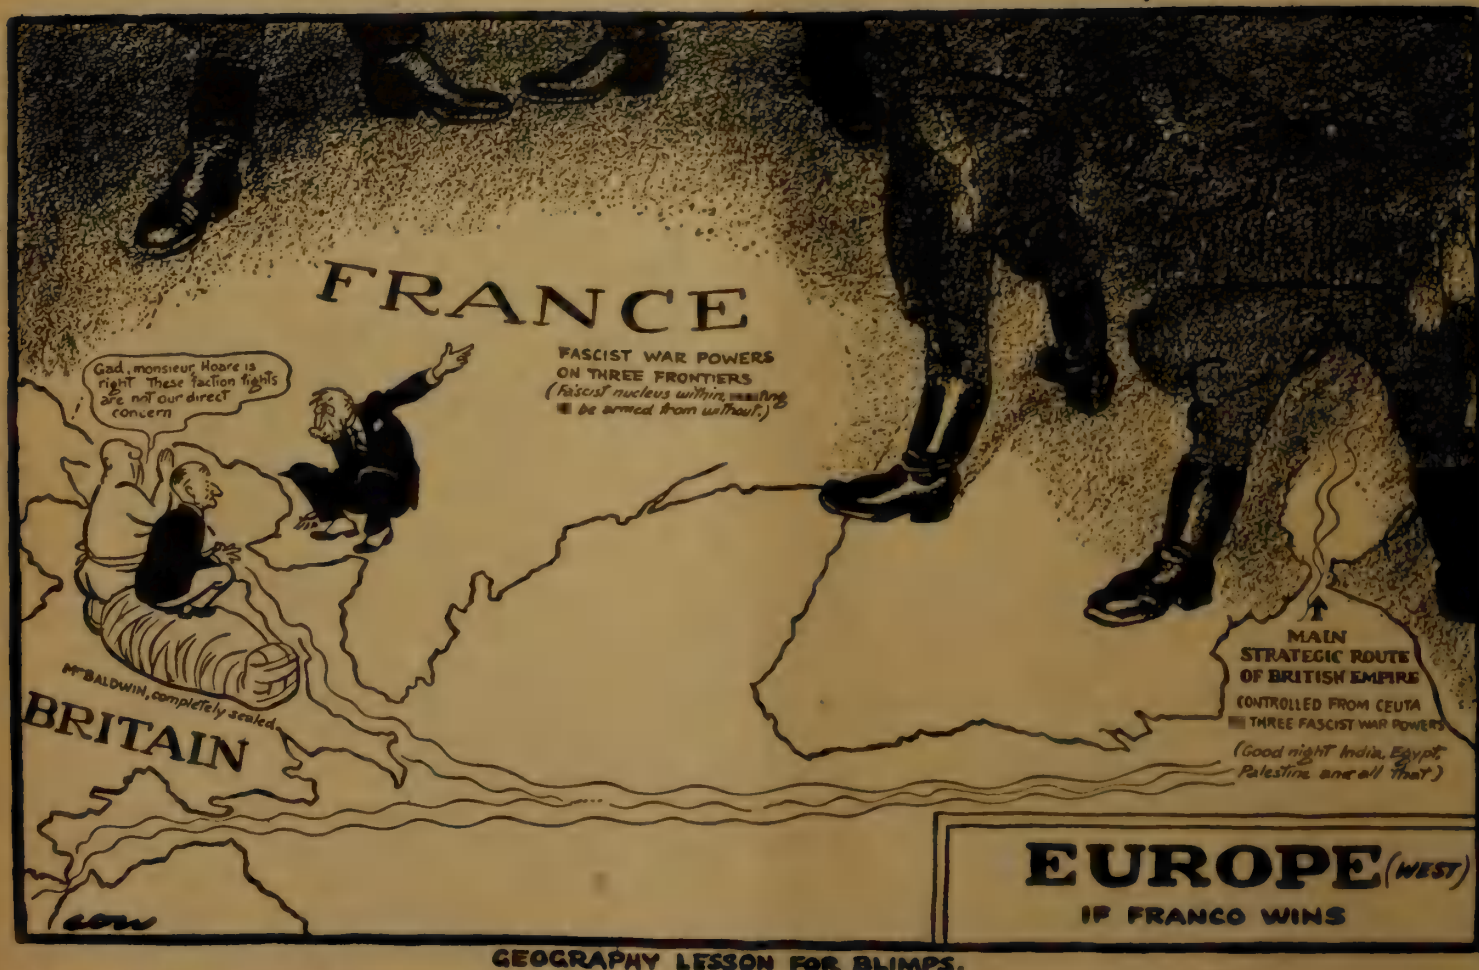 FRANCE
FASCIST WAR POWERS
ON THREE FRONTIERS
(Fascist nucleus within,
be armed from without.)
Gad, monsieur, Hoare is
right These faction fights
are not our direct
concern
Mr BALDWIN, completely sealed
BRITAIN
MAIN
STRATEGIC ROUTE
OF BRITISH EMPIRE
CONTROLLED FROM CEUTA
THREE FASCIST WAR POWERS
(Good night India, Egypt,
Palestine and all that)
EUROPE (WEST)
IF FRANCO WINS
LOW
GEOGRAPHY LESSON FOR BLIMPS.